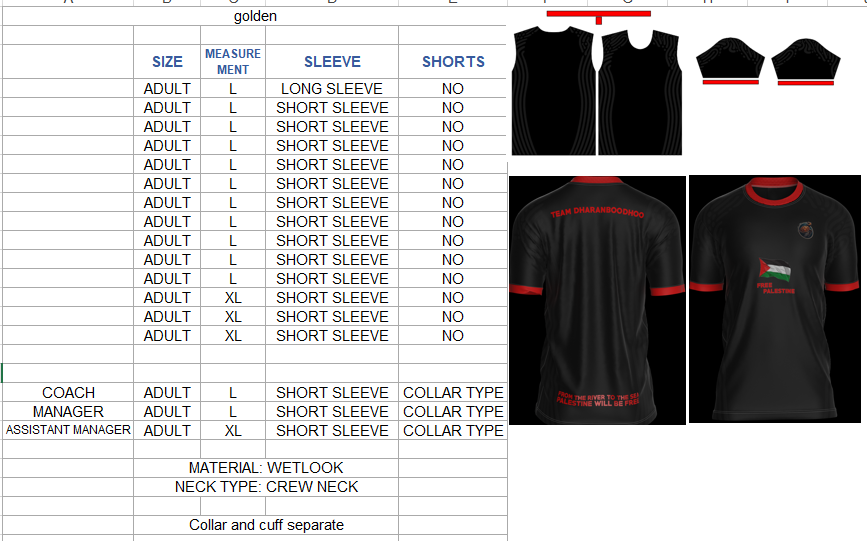 golden
SIZE MEASUREMENT SLEEVE SHORTS
ADULT L LONG SLEEVE NO
ADULT L SHORT SLEEVE NO
ADULT L SHORT SLEEVE NO
ADULT L SHORT SLEEVE NO
ADULT L SHORT SLEEVE NO
ADULT L SHORT SLEEVE NO
ADULT L SHORT SLEEVE NO
ADULT L SHORT SLEEVE NO
ADULT L SHORT SLEEVE NO
ADULT L SHORT SLEEVE NO
ADULT L SHORT SLEEVE NO
ADULT XL SHORT SLEEVE NO
ADULT XL SHORT SLEEVE NO
ADULT XL SHORT SLEEVE NO
COACH ADULT L SHORT SLEEVE COLLAR TYPE
MANAGER ADULT L SHORT SLEEVE COLLAR TYPE
ASSISTANT MANAGER ADULT XL SHORT SLEEVE COLLAR TYPE
MATERIAL: WETLOOK
NECK TYPE: CREW NECK
Collar and cuff separate
TEAM DHARANBOODHOO
FROM THE RIVER TO THE SEA
PALESTINE WILL BE FREE
FREE
PALESTINE